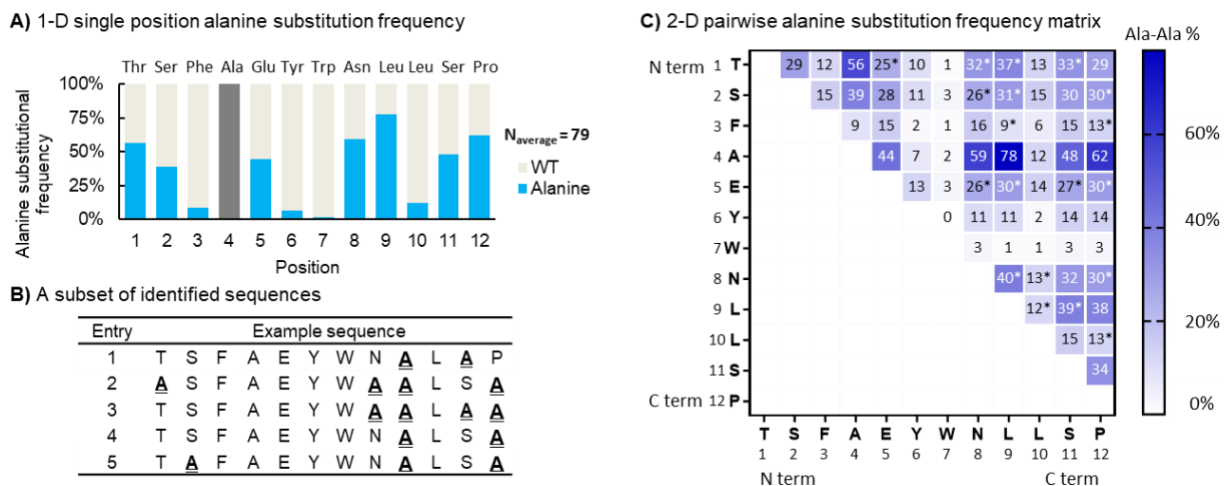 A) 1-D single position alanine substitution frequency
Thr Ser Phe Ala Glu Tyr Trp Asn Leu Leu Ser Pro
Alanine substitutional
frequency
100%
75%
50%
25%
0%
1 2 3 4 5 6 7 8 9 10 11 12
Position
Naverage = 79
WT
Alanine
B) A subset of identified sequences
Entry Example sequence
1 T S F A E Y W N A L A P
2 A S F A E Y W A A L S A
3 T S F A E Y W A A L A A
4 T S F A E Y W N A L S A
5 T A F A E Y W N A L S A
C) 2-D pairwise alanine substitution frequency matrix
Ala-Ala %
N term 1 T 29 12 56 25* 10 1 32* 37* 13 33* 29
2 S 15 39 28 11 3 26* 31* 15 30 30*
3 F 9 15 2 1 16 9* 6 15 13*
4 A 44 7 2 59 78 12 48 62
5 E 13 3 26* 30* 14 27* 30*
6 Y 0 11 11 2 14 14
7 W 3 1 1 3 3
8 N 40* 13* 32 30*
9 L 12* 39* 38
10 L 15 13*
11 S 34
C term 12 P
T S F A E Y W N L L S P
1 2 3 4 5 6 7 8 9 10 11 12
N term C term
60%
40%
20%
0%